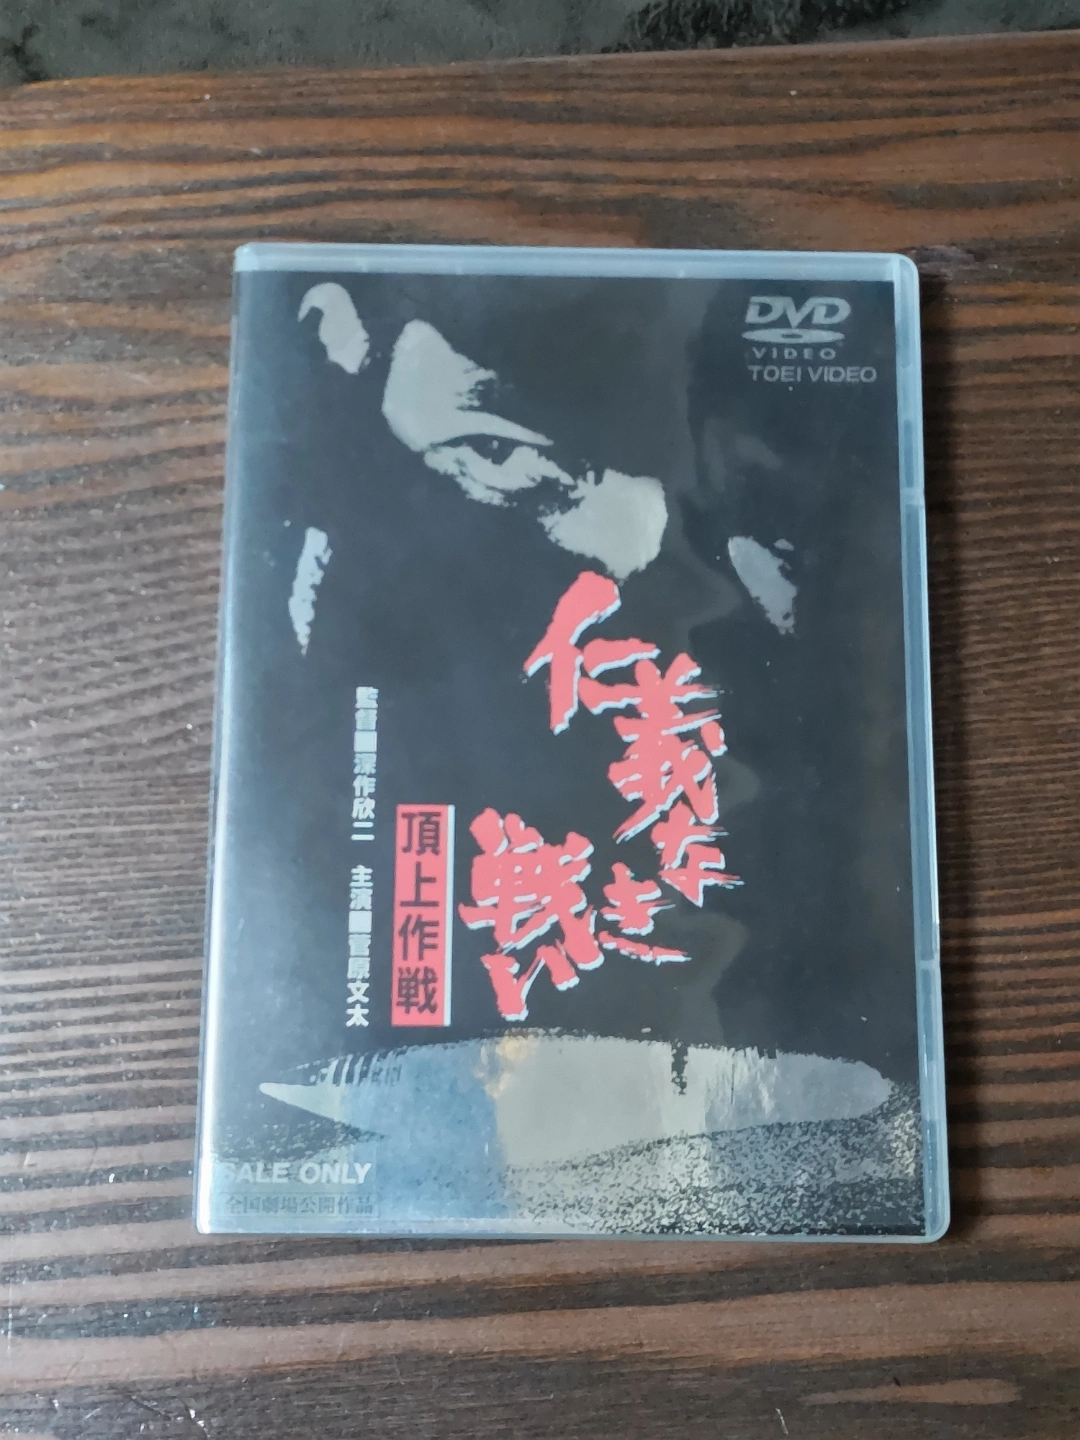 DVD
VIDEO
TOEI VIDEO
仁義なき戦い
頂上作戦
監督■深作欣二 主演■菅原文太
SALE ONLY
全国劇場公開作品